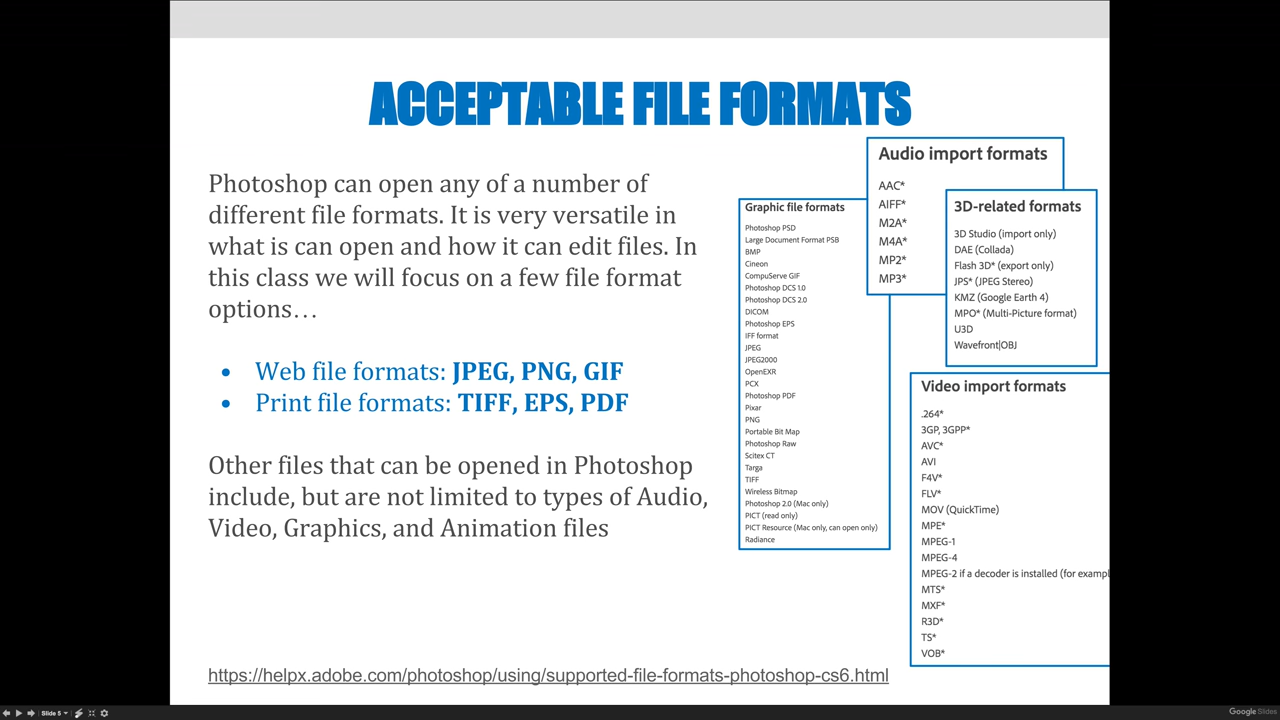 ACCEPTABLE FILE FORMATS
Photoshop can open any of a number of
different file formats. It is very versatile in
what is can open and how it can edit files. In
this class we will focus on a few file format
options…
• Web file formats: JPEG, PNG, GIF
• Print file formats: TIFF, EPS, PDF
Other files that can be opened in Photoshop
include, but are not limited to types of Audio,
Video, Graphics, and Animation files
https://helpx.adobe.com/photoshop/using/supported-file-formats-photoshop-cs6.html
Graphic file formats
Photoshop PSD
Large Document Format PSB
BMP
Cineon
CompuServe GIF
Photoshop DCS 1.0
Photoshop DCS 2.0
DICOM
Photoshop EPS
IFF format
JPEG
JPEG2000
OpenEXR
PCX
Photoshop PDF
Pixar
PNG
Portable Bit Map
Photoshop Raw
Scitex CT
Targa
TIFF
Wireless Bitmap
Photoshop 2.0 (Mac only)
PICT (read only)
PICT Resource (Mac only, can open only)
Radiance
Audio import formats
AAC*
AIFF*
M2A*
M4A*
MP2*
MP3*
3D-related formats
3D Studio (import only)
DAE (Collada)
Flash 3D* (export only)
JPS* (JPEG Stereo)
KMZ (Google Earth 4)
MPO* (Multi-Picture format)
U3D
Wavefront|OBJ
Video import formats
.264*
3GP, 3GPP*
AVC*
AVI
F4V*
FLV*
MOV (QuickTime)
MPE*
MPEG-1
MPEG-4
MPEG-2 if a decoder is installed (for exampl
MTS*
MXF*
R3D*
TS*
VOB*
Slide 5
Google Slides